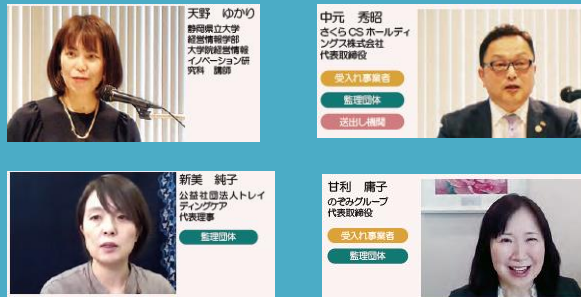 天野 ゆかり
静岡県立大学
経営情報学部
大学院経営情報
イノベーション研
究科 講師
中元 秀昭
さくらCSホールディ
ングス株式会社
代表取締役
受入れ事業者
監理団体
送出し機関
新美 純子
公益社団法人トレイ
ディングケア
代表理事
監理団体
甘利 庸子
のぞみグループ
代表取締役
受入れ事業者
監理団体